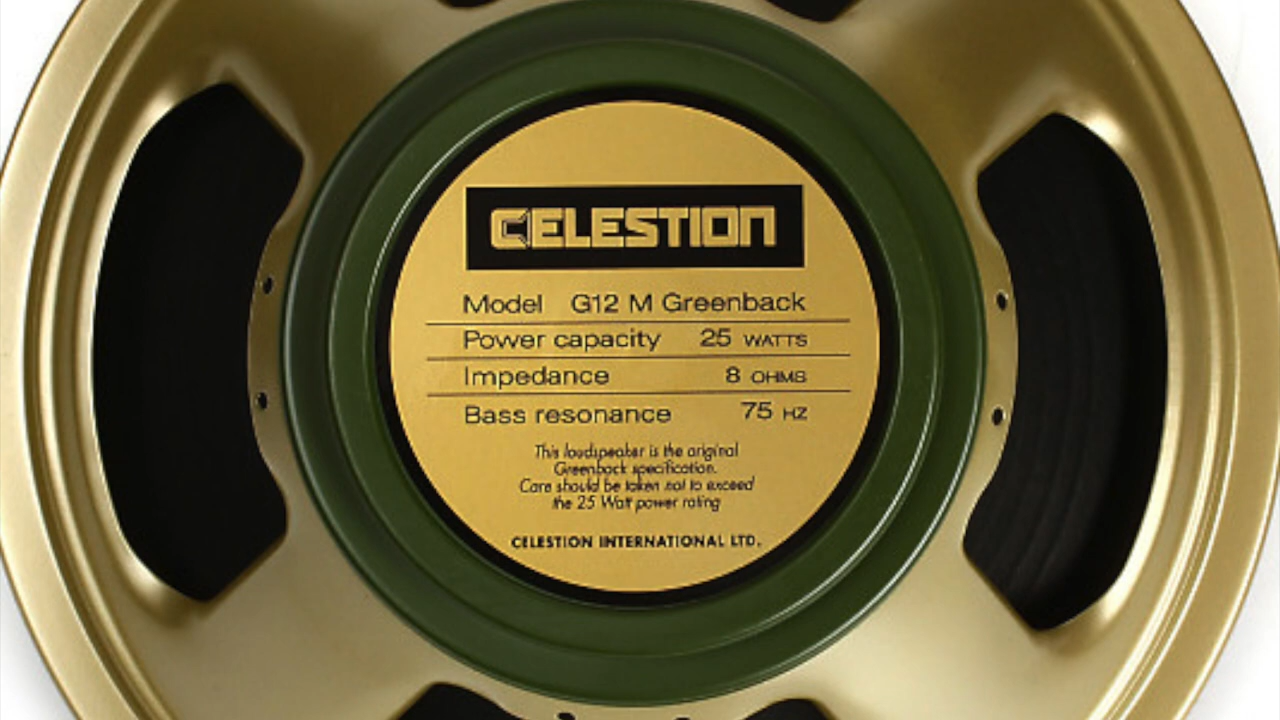 CELESTION
Model G12 M Greenback
Power capacity 25 WATTS
Impedance 8 OHMS
Bass resonance 75 HZ
This loudspeaker is the original
Greenback specification.
Care should be taken not to exceed
the 25 Watt power rating
CELESTION INTERNATIONAL LTD.